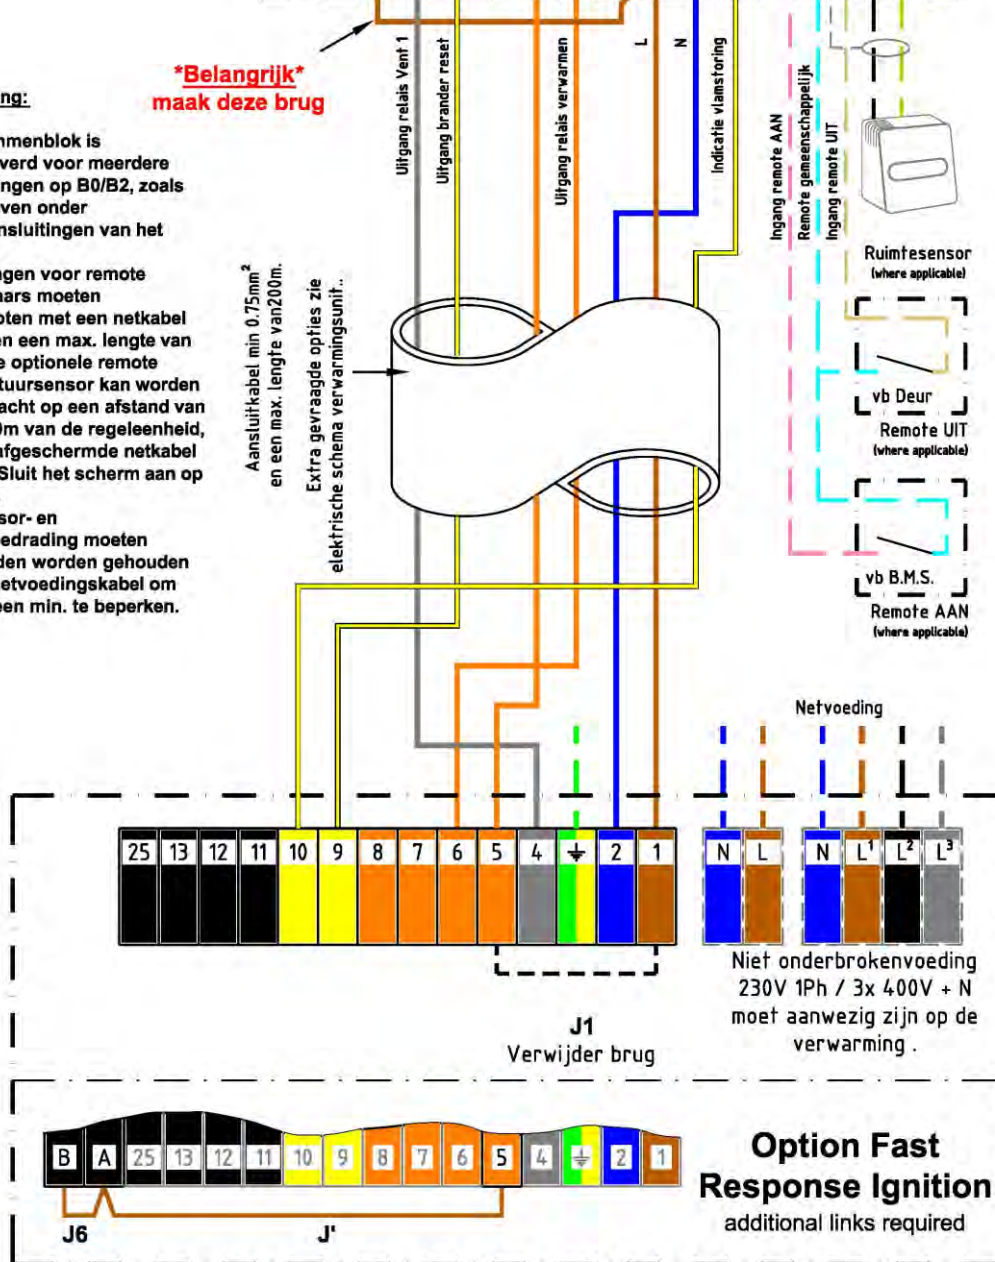 *Belangrijk*
maak deze brug
ng:
nmenblok is
verd voor meerdere
ngen op B0/B2, zoals
ven onder
nsluitingen van het
ngen voor remote
aars moeten
oten met een netkabel
en een max. lengte van
e optionele remote
tuursensor kan worden
acht op een afstand van
0m van de regeleenheid,
afgeschermde netkabel
Sluit het scherm aan op
sor- en
edrading moeten
den worden gehouden
netvoedingskabel om
een min. te beperken.
Aansluitkabel min 0.75mm²
en een max. lengte van200m.
Extra gevraagde opties zie
elektrische schema verwarmingsunit..
Uitgang relais Vent 1
Uitgang brander reset
Uitgang relais verwarmen
L
N
Indicatie vlamstoring
Ingang remote AAN
Remote gemeenschappelijk
Ingang remote UIT
Ruimtesensor
(where applicable)
vb Deur
Remote UIT
(where applicable)
vb B.M.S.
Remote AAN
(where applicable)
Netvoeding
25 13 12 11 10 9 8 7 6 5 4 ⏚ 2 1
N L N L¹ L² L³
Niet onderbrokenvoeding
230V 1Ph / 3x 400V + N
moet aanwezig zijn op de
verwarming .
J1
Verwijder brug
B A 25 13 12 11 10 9 8 7 6 5 4 ⏚ 2 1
J6 J'
Option Fast
Response Ignition
additional links required